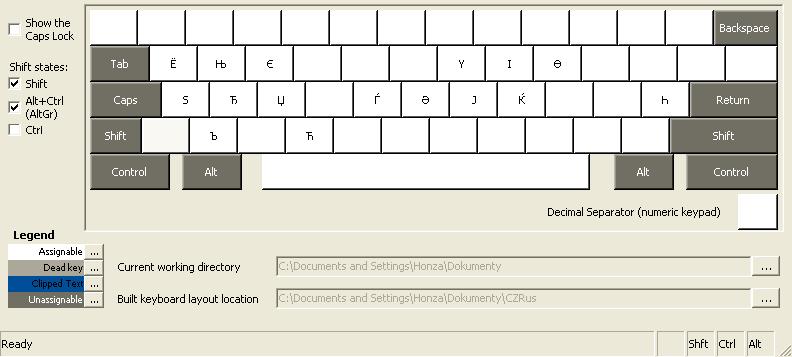 Show the
Caps Lock
Backspace
Tab Ё Њ Є Ү І Ө
Shift states:
Shift
Alt+Ctrl
(AltGr)
Ctrl
Caps Ѕ Ђ Џ Ѓ Ә Ј Ќ Һ Return
Shift Ъ Ћ Shift
Control Alt Alt Control
Decimal Separator (numeric keypad)
Legend
Assignable ...
Dead key ...
Clipped Text ...
Unassignable ...
Current working directory C:\Documents and Settings\Honza\Dokumenty ...
Built keyboard layout location C:\Documents and Settings\Honza\Dokumenty\CZRus ...
Ready Shft Ctrl Alt